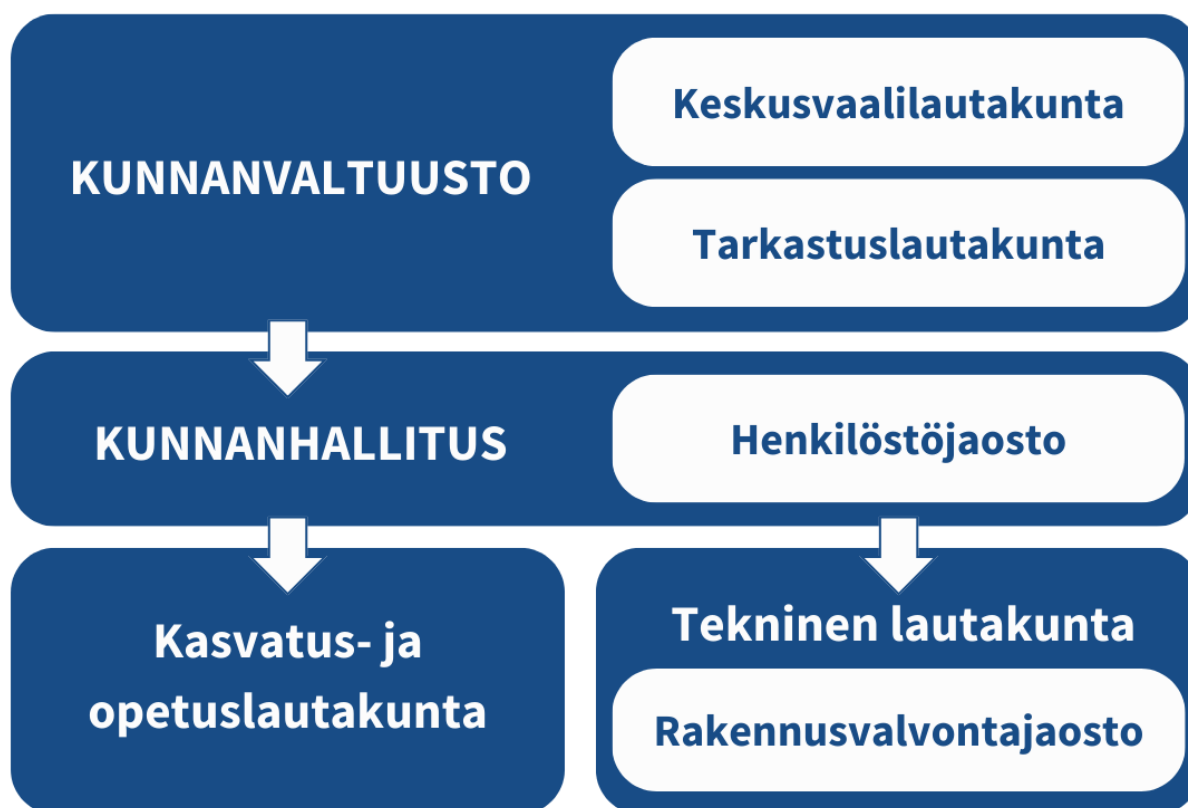 KUNNANVALTUUSTO
Keskusvaalilautakunta
Tarkastuslautakunta
KUNNANHALLITUS
Henkilöstöjaosto
Kasvatus- ja
opetuslautakunta
Tekninen lautakunta
Rakennusvalvontajaosto